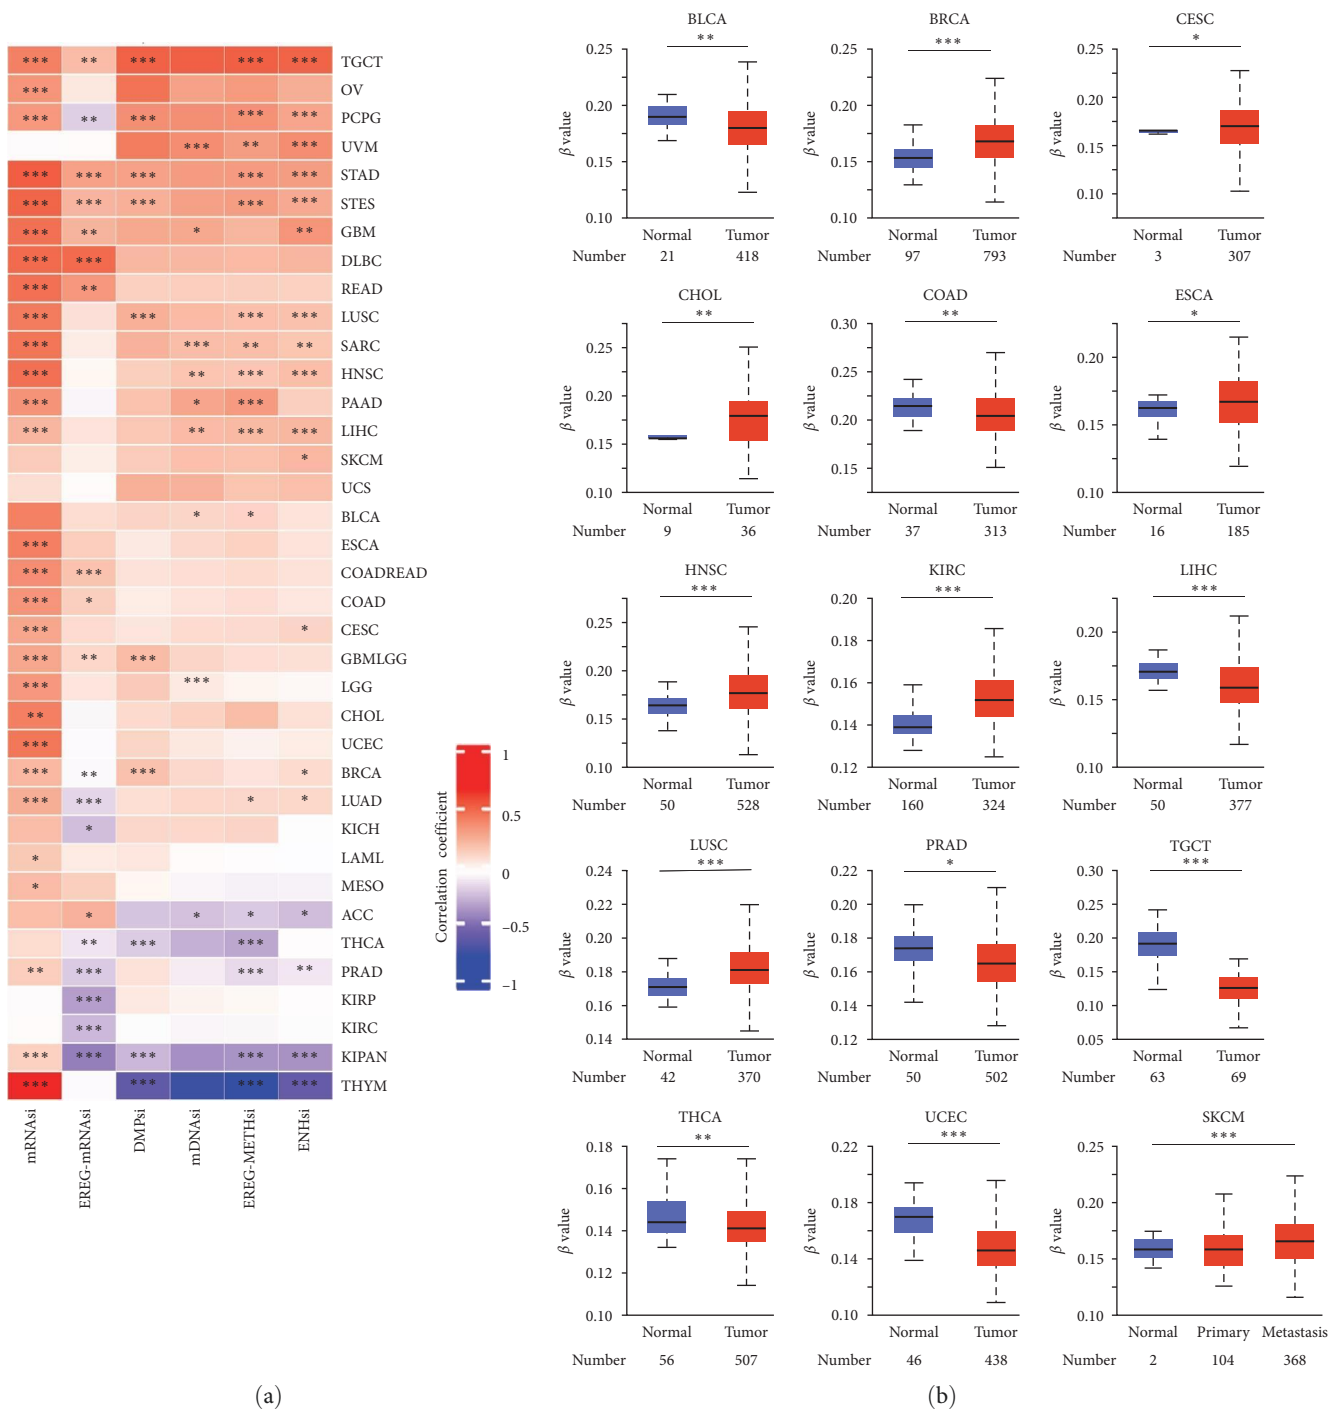 *** ** *** *** *** TGCT
*** OV
*** ** *** *** *** PCPG
*** ** *** UVM
*** *** *** *** *** STAD
*** *** *** *** *** STES
*** ** * ** GBM
*** *** DLBC
*** ** READ
*** *** *** *** LUSC
*** *** ** ** SARC
*** ** *** *** HNSC
*** * *** PAAD
*** ** *** *** LIHC
* SKCM
UCS
* * BLCA
*** ESCA
*** *** COADREAD
*** * COAD
*** * CESC
*** ** *** GBMLGG
*** *** LGG
** CHOL
*** UCEC
*** ** *** * BRCA
*** *** * * LUAD
* KICH
* LAML
* MESO
* * * * ACC
** *** *** THCA
** *** *** ** PRAD
*** KIRP
*** KIRC
*** *** *** *** *** KIPAN
*** *** *** *** THYM
mRNAsi
EREG-mRNAsi
DMPsi
mDNAsi
EREG-METHsi
ENHsi
Correlation coefficient
1
0.5
0
−0.5
−1
(a)
BLCA
**
β value
0.25
0.20
0.15
0.10
Normal Tumor
Number 21 418
BRCA
***
β value
0.25
0.20
0.15
0.10
Normal Tumor
97 793
CESC
*
β value
0.25
0.20
0.15
0.10
Normal Tumor
3 307
CHOL
**
β value
0.25
0.20
0.15
0.10
Normal Tumor
Number 9 36
COAD
**
β value
0.30
0.25
0.20
0.15
0.10
Normal Tumor
37 313
ESCA
*
β value
0.20
0.15
0.10
Normal Tumor
16 185
HNSC
***
β value
0.30
0.25
0.20
0.15
0.10
Normal Tumor
Number 50 528
KIRC
***
β value
0.20
0.18
0.16
0.14
0.12
Normal Tumor
160 324
LIHC
***
β value
0.20
0.15
0.10
Normal Tumor
50 377
LUSC
***
β value
0.24
0.22
0.20
0.18
0.16
0.14
Normal Tumor
Number 42 370
PRAD
*
β value
0.22
0.20
0.18
0.16
0.14
0.12
Normal Tumor
50 502
TGCT
***
β value
0.30
0.25
0.20
0.15
0.10
0.05
Normal Tumor
63 69
THCA
**
β value
0.18
0.16
0.14
0.12
0.10
Normal Tumor
Number 56 507
UCEC
***
β value
0.22
0.18
0.14
0.10
Normal Tumor
46 438
SKCM
***
β value
0.25
0.20
0.15
0.10
Normal Primary Metastasis
2 104 368
(b)